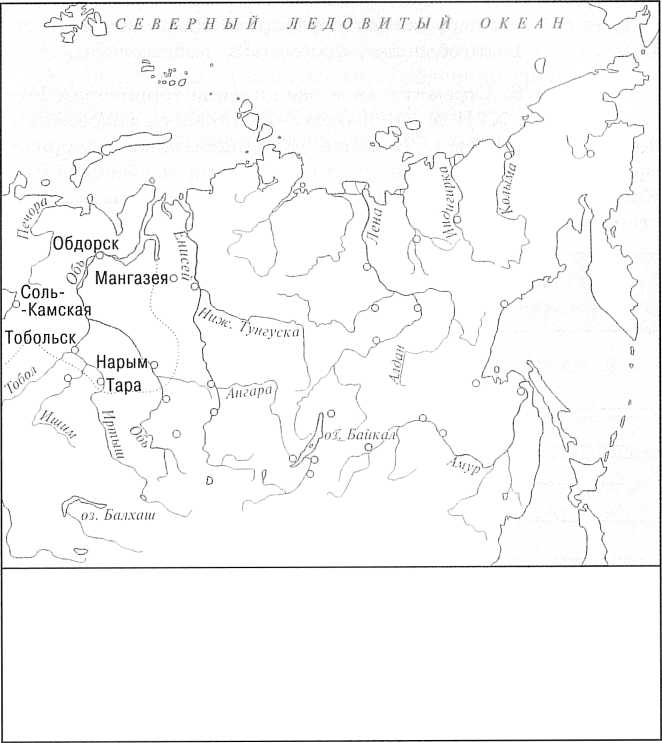 СЕВЕРНЫЙ ЛЕДОВИТЫЙ ОКЕАН
Печора
Обдорск
Обь
Мангазея
Енисей
Лена
Индигирка
Колыма
Соль-
-Камская
Тобольск
Ниж. Тунгуска
Нарым
Тара
Тобол
Ишим
Иртыш
Обь
Ангара
Алдан
оз. Байкал
Амур
оз. Балхаш